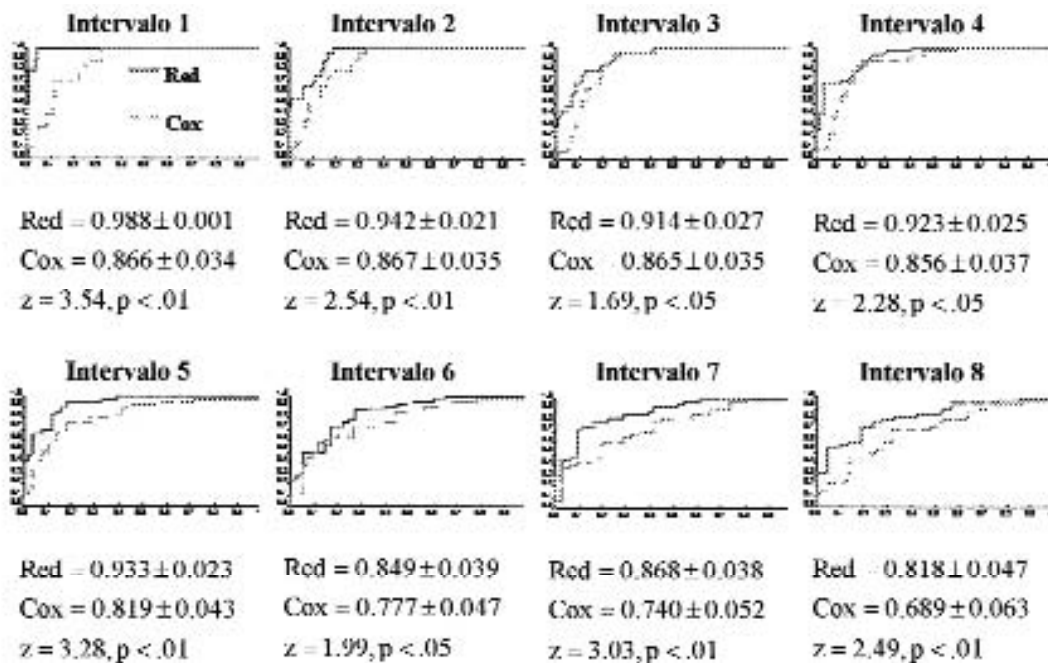 Intervalo 1
Intervalo 2
Intervalo 3
Intervalo 4
Red
Cox
Red = 0.988±0.001
Cox = 0.866±0.034
z = 3.54, p <.01
Red = 0.942±0.021
Cox = 0.867±0.035
z = 2.54, p <.01
Red = 0.914±0.027
Cox = 0.865±0.035
z = 1.69, p <.05
Red = 0.923±0.025
Cox = 0.856±0.037
z = 2.28, p <.05
Intervalo 5
Intervalo 6
Intervalo 7
Intervalo 8
Red = 0.933±0.023
Cox = 0.819±0.043
z = 3.28, p <.01
Red = 0.849±0.039
Cox = 0.777±0.047
z = 1.99, p <.05
Red = 0.868±0.038
Cox = 0.740±0.052
z = 3.03, p <.01
Red = 0.818±0.047
Cox = 0.689±0.063
z = 2.49, p <.01